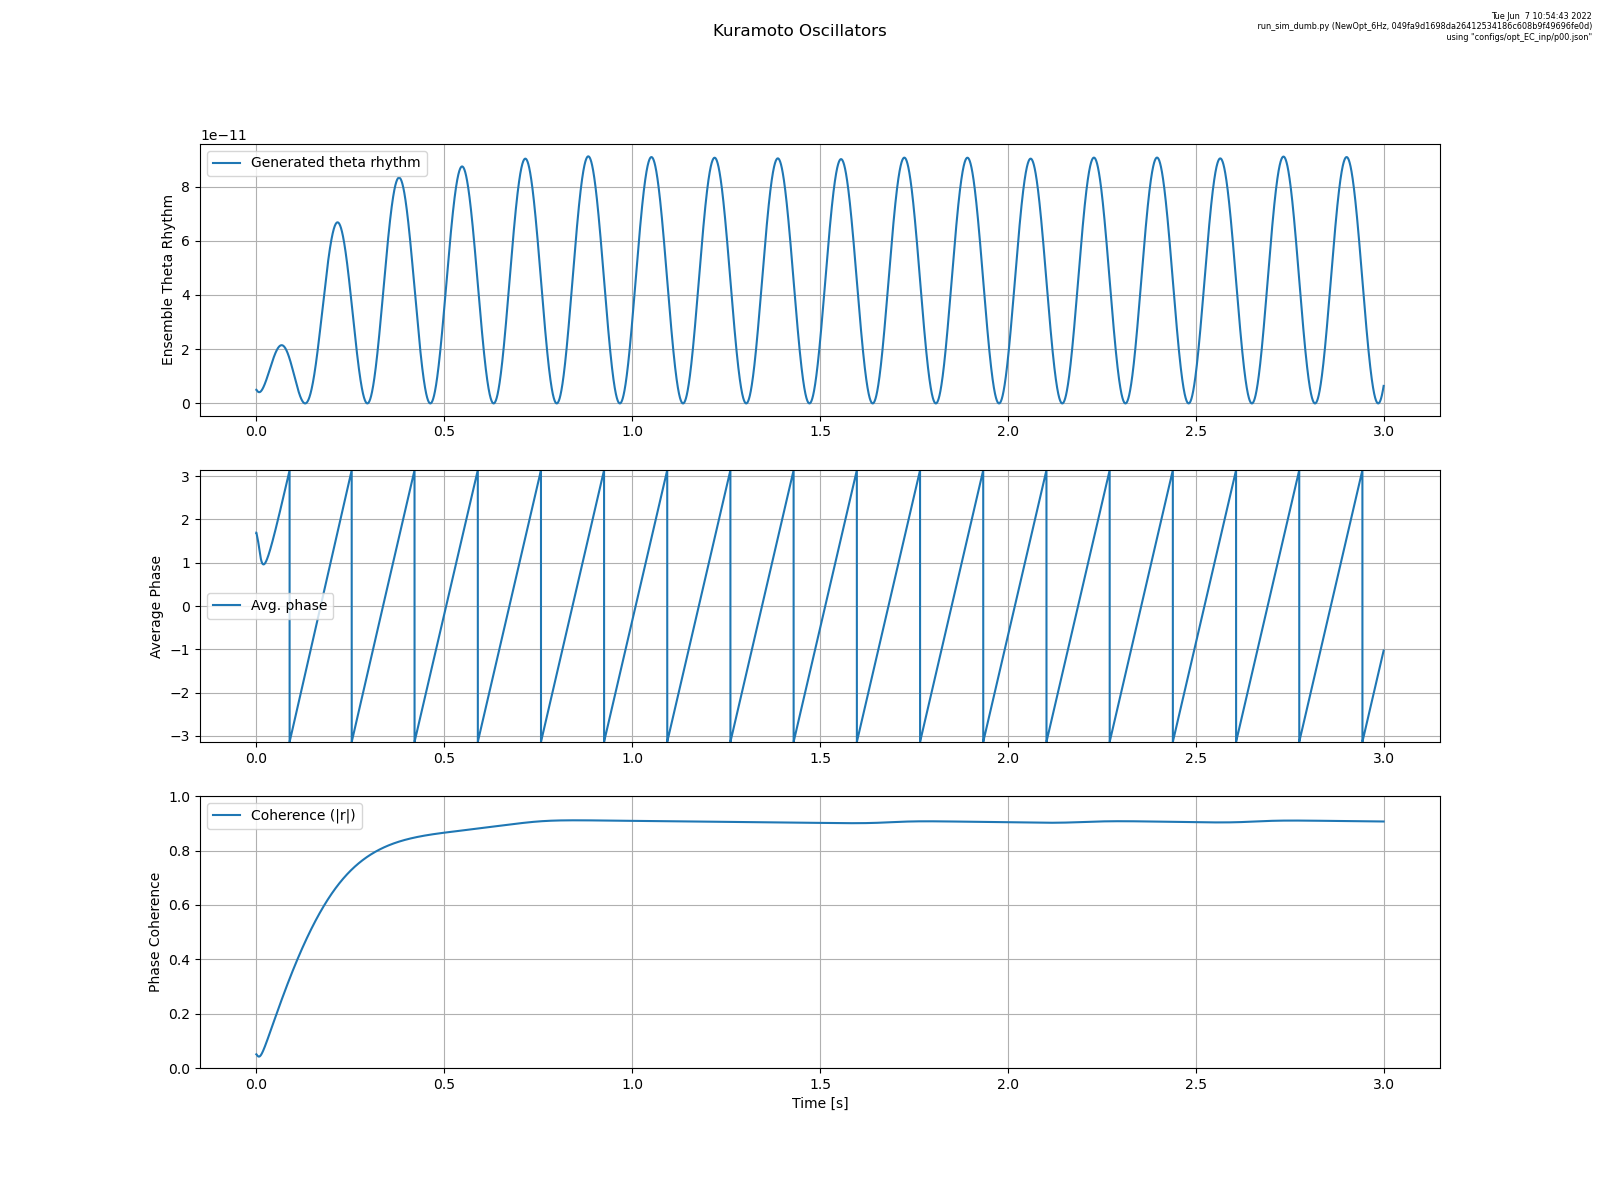 Tue Jun  7 10:54:43 2022
run_sim_dumb.py (NewOpt_6Hz, 049fa9d1698da26412534186c608b9f49696fe0d)
using "configs/opt_EC_inp/p00.json"
Kuramoto Oscillators
1e−11
Generated theta rhythm
Ensemble Theta Rhythm
8
6
4
2
0
0.0 0.5 1.0 1.5 2.0 2.5 3.0
Avg. phase
Average Phase
3
2
1
0
−1
−2
−3
0.0 0.5 1.0 1.5 2.0 2.5 3.0
Coherence (|r|)
Phase Coherence
1.0
0.8
0.6
0.4
0.2
0.0
0.0 0.5 1.0 1.5 2.0 2.5 3.0
Time [s]